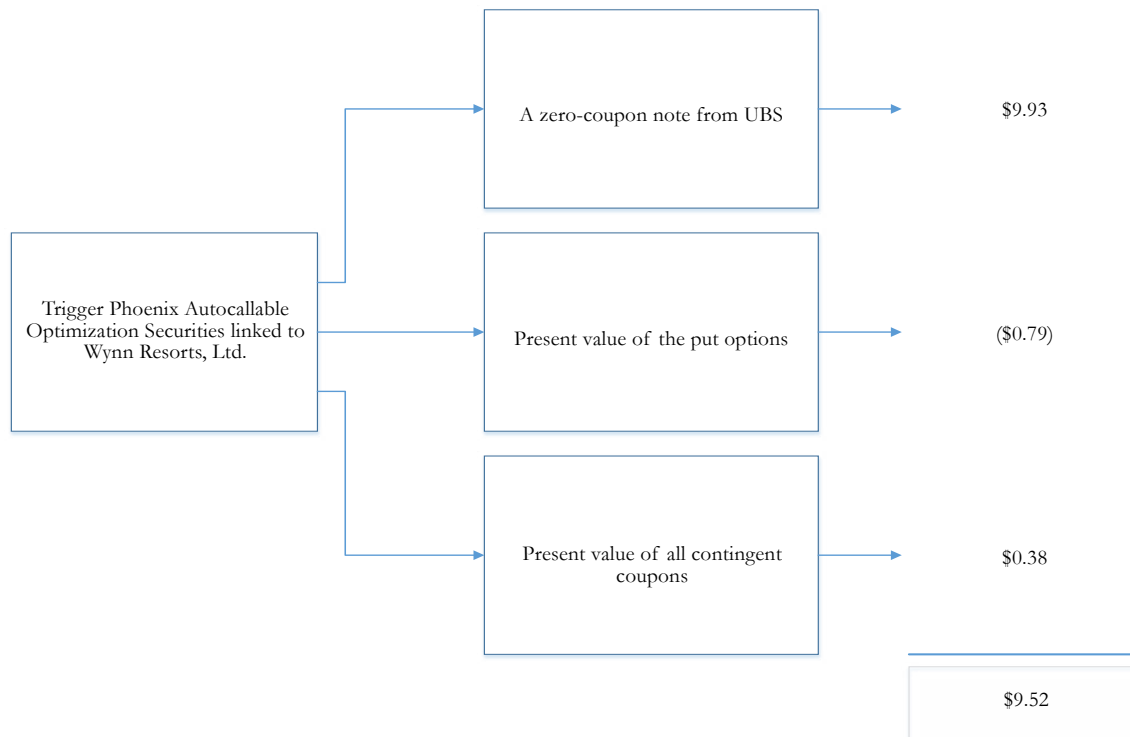 A zero-coupon note from UBS
$9.93
Trigger Phoenix Autocallable
Optimization Securities linked to
Wynn Resorts, Ltd.
Present value of the put options
($0.79)
Present value of all contingent
coupons
$0.38
$9.52